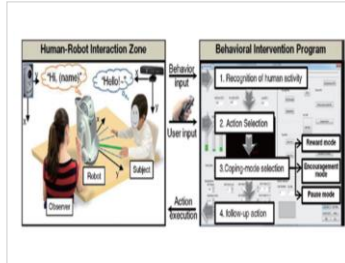 Human-Robot Interaction Zone
"Hi, (name)"
"Hello!~"
Y
X
Y
Y
Robot
Subject
Observer
Behavior
input
User input
Action
execution
Behavioral Intervention Program
1. Recognition of human activity
2. Action Selection
3.Coping-mode selection
4. follow-up action
Reward mode
Encouragement
mode
Pause mode